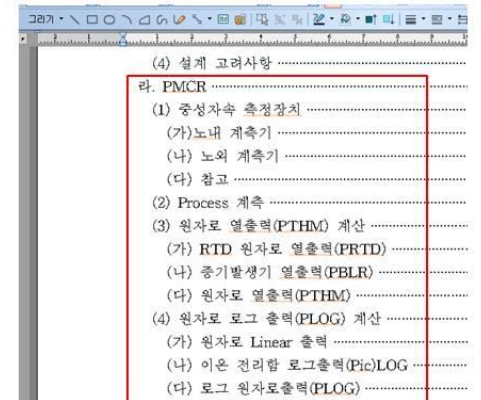 그리기
(4) 설계 고려사항
라. PMCR
(1) 중성자속 측정장치
(가)노내 계측기
(나) 노외 계측기
(다) 참고
(2) Process 계측
(3) 원자로 열출력(PTHM) 계산
(가) RTD 원자로 열출력(PRTD)
(나) 증기발생기 열출력(PBLR)
(다) 원자로 열출력(PTHM)
(4) 원자로 로그 출력(PLOG) 계산
(가) 원자로 Linear 출력
(나) 이온 전리함 로그출력(Pic)LOG
(다) 로그 원자로출력(PLOG)